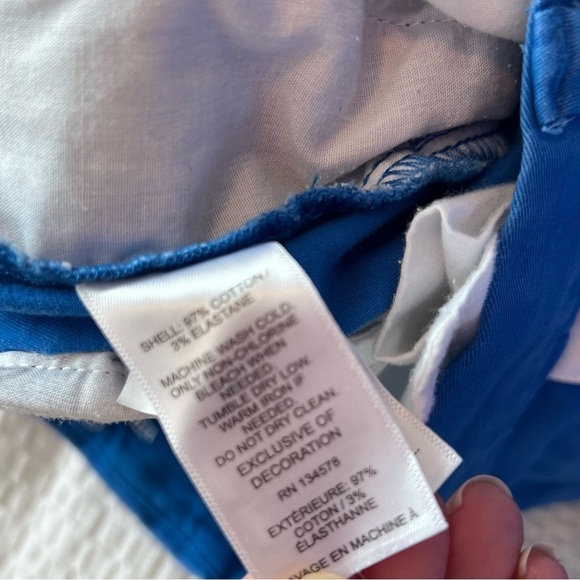 SHELL: 97% COTTON /
3% ELASTANE
MACHINE WASH COLD.
ONLY NON-CHLORINE
BLEACH WHEN
NEEDED.
TUMBLE DRY LOW.
WARM IRON IF
NEEDED.
DO NOT DRY CLEAN.
EXCLUSIVE OF
DECORATION
RN 134578
EXTÉRIEURE: 97%
COTON / 3%
ÉLASTHANNE
LAVAGE EN MACHINE À